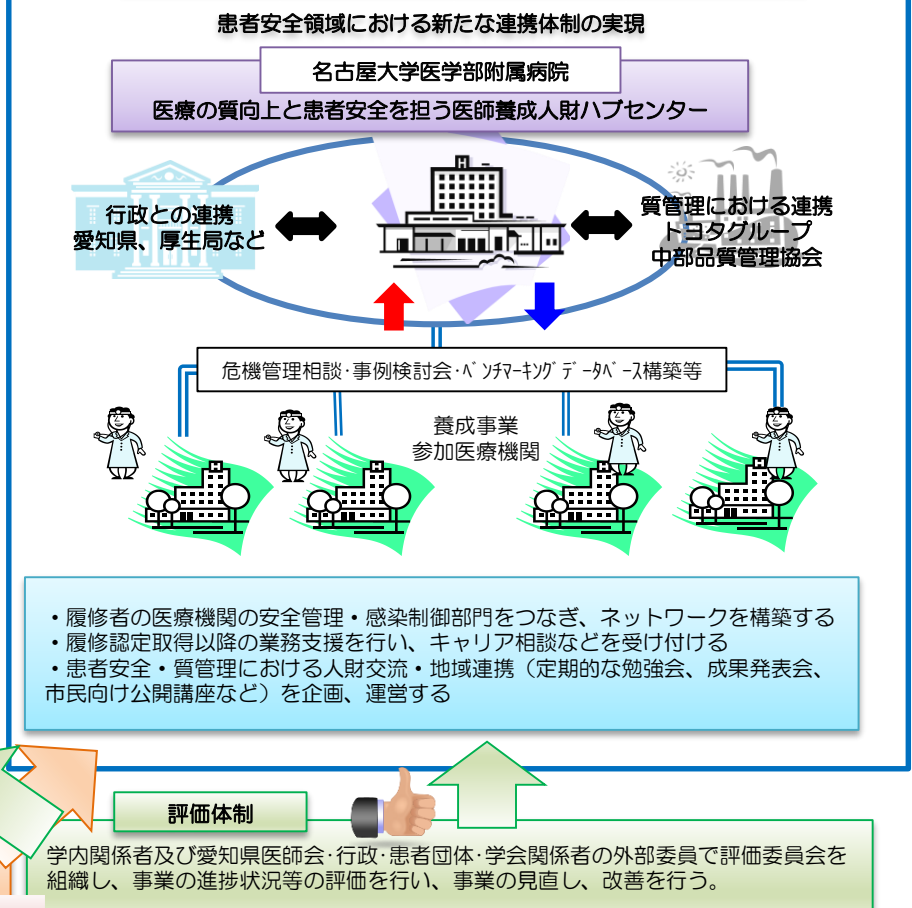 患者安全領域における新たな連携体制の実現
名古屋大学医学部附属病院
医療の質向上と患者安全を担う医師養成人財ハブセンター
H
行政との連携
愛知県、厚生局など
質管理における連携
トヨタグループ
中部品質管理協会
危機管理相談･事例検討会･ﾍﾞﾝﾁﾏｰｷﾝｸﾞﾃﾞｰﾀﾍﾞｰｽ構築等
養成事業
参加医療機関
・履修者の医療機関の安全管理・感染制御部門をつなぎ、ネットワークを構築する
・履修認定取得以降の業務支援を行い、キャリア相談などを受け付ける
・患者安全・質管理における人財交流・地域連携（定期的な勉強会、成果発表会、
市民向け公開講座など）を企画、運営する
評価体制
学内関係者及び愛知県医師会･行政･患者団体･学会関係者の外部委員で評価委員会を
組織し、事業の進捗状況等の評価を行い、事業の見直し、改善を行う。